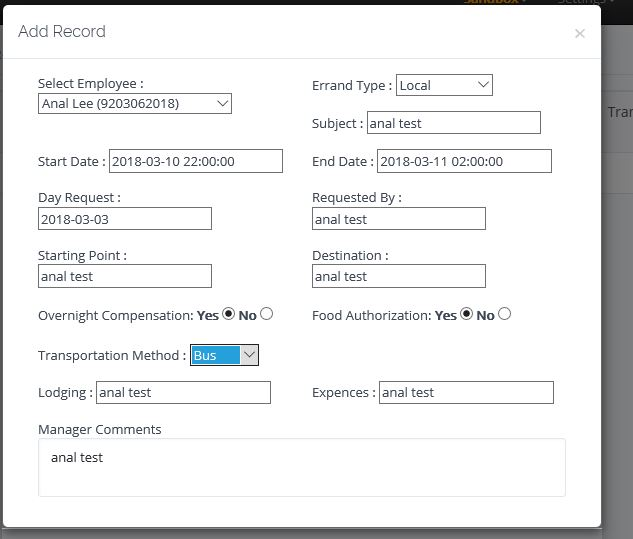 Sandbox
Settings
Add Record
×
Select Employee :
Anal Lee (9203062018)
Errand Type : Local
Subject : anal test
Start Date : 2018-03-10 22:00:00
End Date : 2018-03-11 02:00:00
Day Request :
2018-03-03
Requested By :
anal test
Starting Point :
anal test
Destination :
anal test
Overnight Compensation: Yes No
Food Authorization: Yes No
Transportation Method : Bus
Lodging : anal test
Expences : anal test
Manager Comments
anal test
Tran